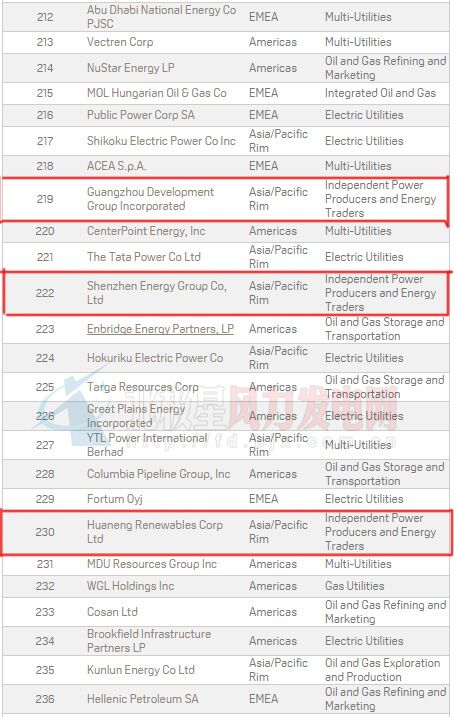 212 Abu Dhabi National Energy Co EMEA Multi-Utilities
PJSC
213 Vectren Corp Americas Multi-Utilities
214 NuStar Energy LP Americas Oil and Gas Refining and
Marketing
215 MOL Hungarian Oil & Gas Co EMEA Integrated Oil and Gas
216 Public Power Corp SA EMEA Electric Utilities
217 Shikoku Electric Power Co Inc Asia/Pacific
Rim Electric Utilities
218 ACEA S.p.A. EMEA Multi-Utilities
219 Guangzhou Development
Group Incorporated Asia/Pacific
Rim Independent Power
Producers and Energy
Traders
220 CenterPoint Energy, Inc Americas Multi-Utilities
221 The Tata Power Co Ltd Asia/Pacific
Rim Electric Utilities
222 Shenzhen Energy Group Co,
Ltd Asia/Pacific
Rim Independent Power
Producers and Energy
Traders
223 Enbridge Energy Partners, LP Americas Oil and Gas Storage and
Transportation
224 Hokuriku Electric Power Co Asia/Pacific
Rim Electric Utilities
225 Targa Resources Corp Americas Oil and Gas Storage and
Transportation
226 Great Plains Energy
Incorporated Americas Electric Utilities
227 YTL Power International
Berhad Asia/Pacific
Rim Multi-Utilities
北极星风力发电网
228 Columbia Pipeline Group, Inc Americas Oil and Gas Storage and
Transportation
229 Fortum Oyj EMEA Electric Utilities
230 Huaneng Renewables Corp
Ltd Asia/Pacific
Rim Independent Power
Producers and Energy
Traders
231 MDU Resources Group Inc Americas Multi-Utilities
232 WGL Holdings Inc Americas Gas Utilities
233 Cosan Ltd Americas Oil and Gas Refining and
Marketing
234 Brookfield Infrastructure
Partners LP Americas Electric Utilities
235 Kunlun Energy Co Ltd Asia/Pacific
Rim Oil and Gas Exploration
and Production
236 Hellenic Petroleum SA EMEA Oil and Gas Refining and
Marketing